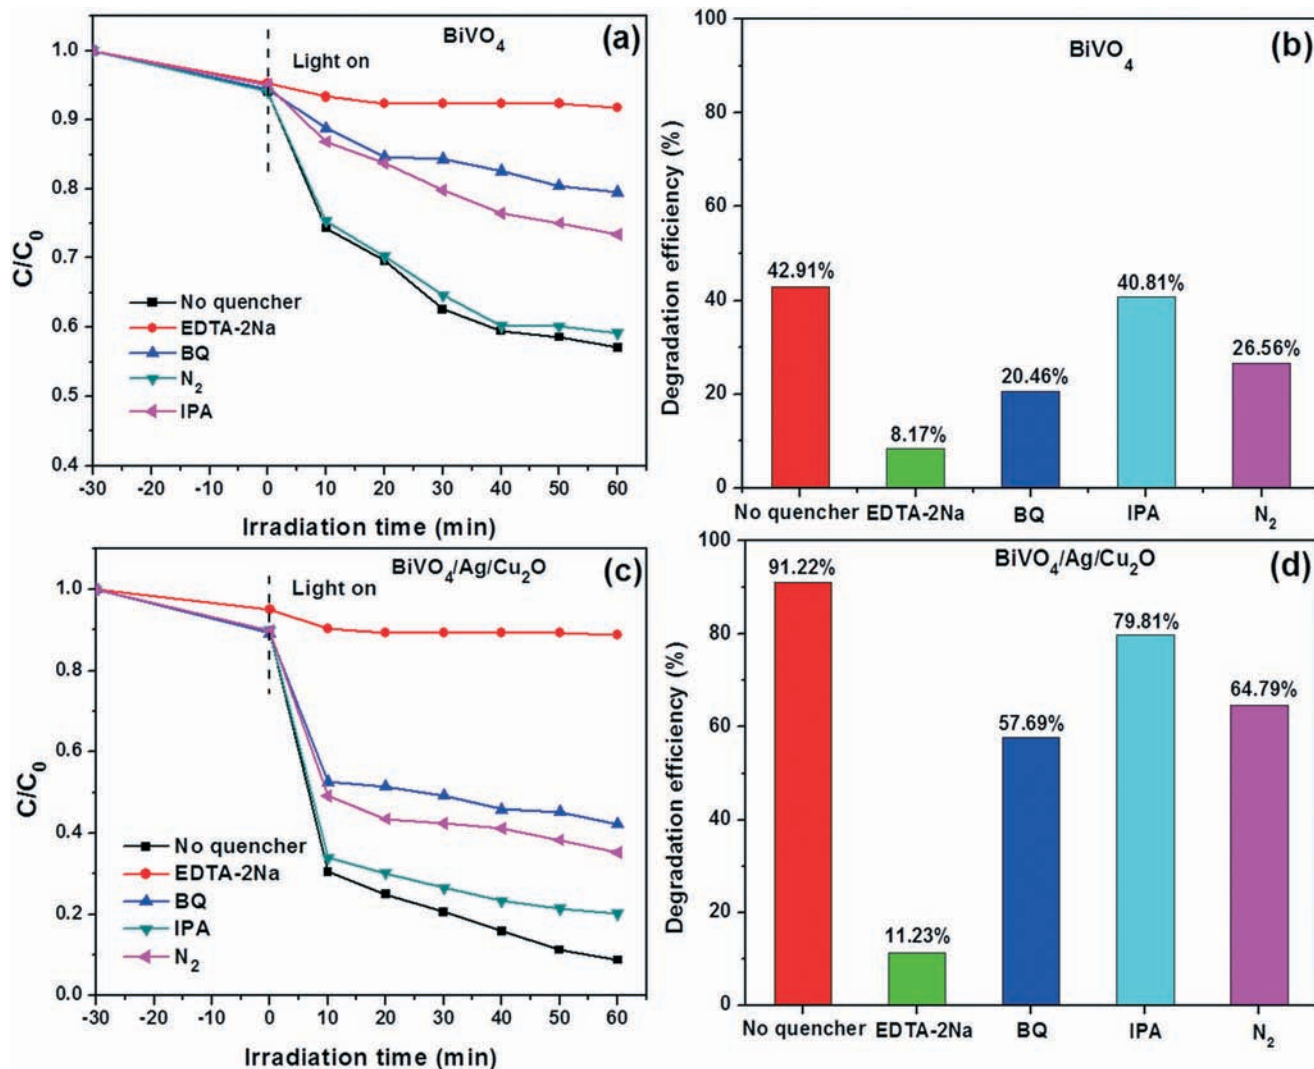 (a)
BiVO₄
Light on
C/C₀
1.0
0.9
0.8
0.7
0.6
0.5
0.4
No quencher
EDTA-2Na
BQ
N₂
IPA
-30 -20 -10 0 10 20 30 40 50 60
Irradiation time (min)
(b)
BiVO₄
Degradation efficiency (%)
100
80
60
40
20
0
42.91%
8.17%
20.46%
40.81%
26.56%
No quencher EDTA-2Na BQ IPA N₂
(c)
BiVO₄/Ag/Cu₂O
Light on
C/C₀
1.0
0.8
0.6
0.4
0.2
0.0
No quencher
EDTA-2Na
BQ
IPA
N₂
-30 -20 -10 0 10 20 30 40 50 60
Irradiation time (min)
(d)
BiVO₄/Ag/Cu₂O
Degradation efficiency (%)
100
80
60
40
20
0
91.22%
11.23%
57.69%
79.81%
64.79%
No quencher EDTA-2Na BQ IPA N₂